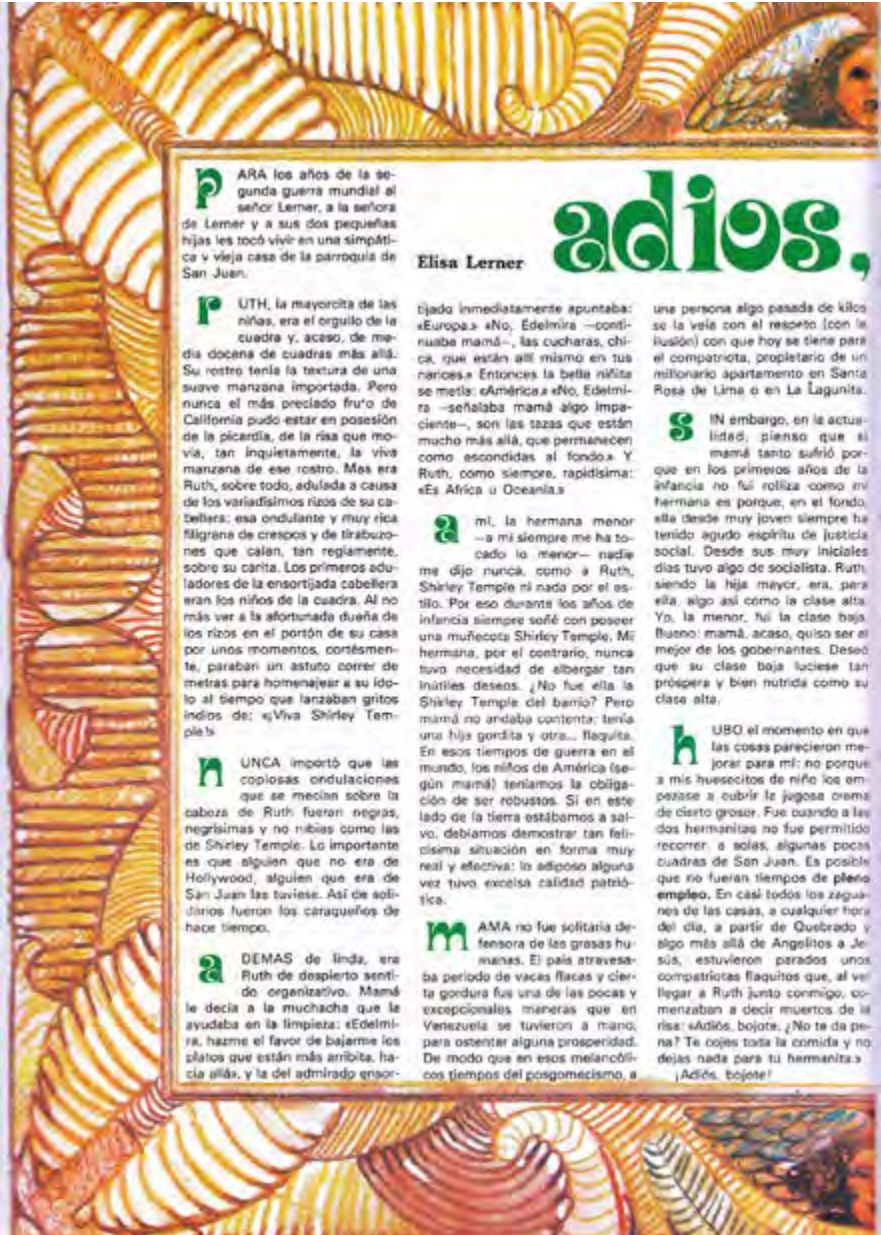 adios,
Elisa Lerner
PARA los años de la se-
gunda guerra mundial al
señor Lerner, a la señora
de Lerner y a sus dos pequeñas
hijas les tocó vivir en una simpáti-
ca y vieja casa de la parroquia de
San Juan.
rUTH, la mayorcita de las
niñas, era el orgullo de la
cuadra y, acaso, de me-
dia docena de cuadras más allá.
Su rostro tenía la textura de una
suave manzana importada. Pero
nunca el más preciado fruto de
California pudo estar en posesión
de la picardía, de la risa que mo-
vía, tan inquietamente, la viva
manzana de ese rostro. Mas era
Ruth, sobre todo, adulada a causa
de los variadísimos rizos de su ca-
bellera: esa ondulante y muy rica
filigrana de crespos y de tirabuzo-
nes que caían, tan regiamente,
sobre su carita. Los primeros adu-
ladores de la ensortijada cabellera
eran los niños de la cuadra. Al no
más ver a la afortunada dueña de
los rizos en el portón de su casa
por unos momentos, cortésmen-
te, paraban un astuto correr de
metras para homenajear a su ído-
lo al tiempo que lanzaban gritos
indios de: «¡Viva Shirley Tem-
ple!»
nUNCA importó que las
copiosas ondulaciones
que se mecían sobre la
cabeza de Ruth fueran negras,
negrísimas y no rubias como las
de Shirley Temple. Lo importante
es que alguien que no era de
Hollywood, alguien que era de
San Juan las tuviese. Así de soli-
darios fueron los caraqueños de
hace tiempo.
aDEMAS de linda, era
Ruth de despierto senti-
do organizativo. Mamá
le decía a la muchacha que la
ayudaba en la limpieza: «Edelmi-
ra, hazme el favor de bajarme los
platos que están más arribita, ha-
cia allá», y la del admirado ensor-
tijado inmediatamente apuntaba:
«Europa.» «No, Edelmira —conti-
nuaba mamá—, las cucharas, chi-
ca, que están allí mismo en tus
narices.» Entonces la bella niñita
se metía: «América.» «No, Edelmi-
ra —señalaba mamá algo impa-
ciente—, son las tazas que están
mucho más allá, que permanecen
como escondidas al fondo.» Y
Ruth, como siempre, rapidísima:
«Es Africa u Oceanía.»
a mí, la hermana menor
—a mí siempre me ha to-
cado lo menor— nadie
me dijo nunca, como a Ruth,
Shirley Temple ni nada por el es-
tilo. Por eso durante los años de
infancia siempre soñé con poseer
una muñecota Shirley Temple. Mi
hermana, por el contrario, nunca
tuvo necesidad de albergar tan
inútiles deseos. ¿No fue ella la
Shirley Temple del barrio? Pero
mamá no andaba contenta: tenía
una hija gordita y otra... flaquita.
En esos tiempos de guerra en el
mundo, los niños de América (se-
gún mamá) teníamos la obliga-
ción de ser robustos. Si en este
lado de la tierra estábamos a sal-
vo, debíamos demostrar tan feli-
císima situación en forma muy
real y efectiva: lo adiposo alguna
vez tuvo excelsa calidad patrió-
tica.
mAMA no fue solitaria de-
fensora de las grasas hu-
manas. El país atravesa-
ba período de vacas flacas y cier-
ta gordura fue una de las pocas y
excepcionales maneras que en
Venezuela se tuvieron a mano,
para ostentar alguna prosperidad.
De modo que en esos melancóli-
cos tiempos del posgomecismo, a
una persona algo pasada de kilos
se la veía con el respeto (con la
ilusión) con que hoy se tiene para
el compatriota, propietario de un
millonario apartamento en Santa
Rosa de Lima o en La Lagunita.
sIN embargo, en la actua-
lidad, pienso que si
mamá tanto sufrió por-
que en los primeros años de la
infancia no fui rolliza como mi
hermana es porque, en el fondo,
ella desde muy joven siempre ha
tenido agudo espíritu de justicia
social. Desde sus muy iniciales
días tuvo algo de socialista. Ruth,
siendo la hija mayor, era, para
ella, algo así como la clase alta.
Yo, la menor, fui la clase baja.
Bueno: mamá, acaso, quiso ser el
mejor de los gobernantes. Deseó
que su clase baja luciese tan
próspera y bien nutrida como su
clase alta.
hUBO el momento en que
las cosas parecieron me-
jorar para mí: no porque
a mis huesecitos de niño los em-
pezase a cubrir la jugosa crema
de cierto grosor. Fue cuando a las
dos hermanitas no fue permitido
recorrer, a solas, algunas pocas
cuadras de San Juan. Es posible
que no fueran tiempos de pleno
empleo. En casi todos los zagua-
nes de las casas, a cualquier hora
del día, a partir de Quebrado y
algo más allá de Angelitos a Je-
sús, estuvieron parados unos
compatriotas flaquitos que, al ver
llegar a Ruth junto conmigo, co-
menzaban a decir muertos de la
risa: «Adiós, bojote, ¿No te da pe-
na? Te cojes toda la comida y no
dejas nada para tu hermanita.»
¡Adiós, bojote!